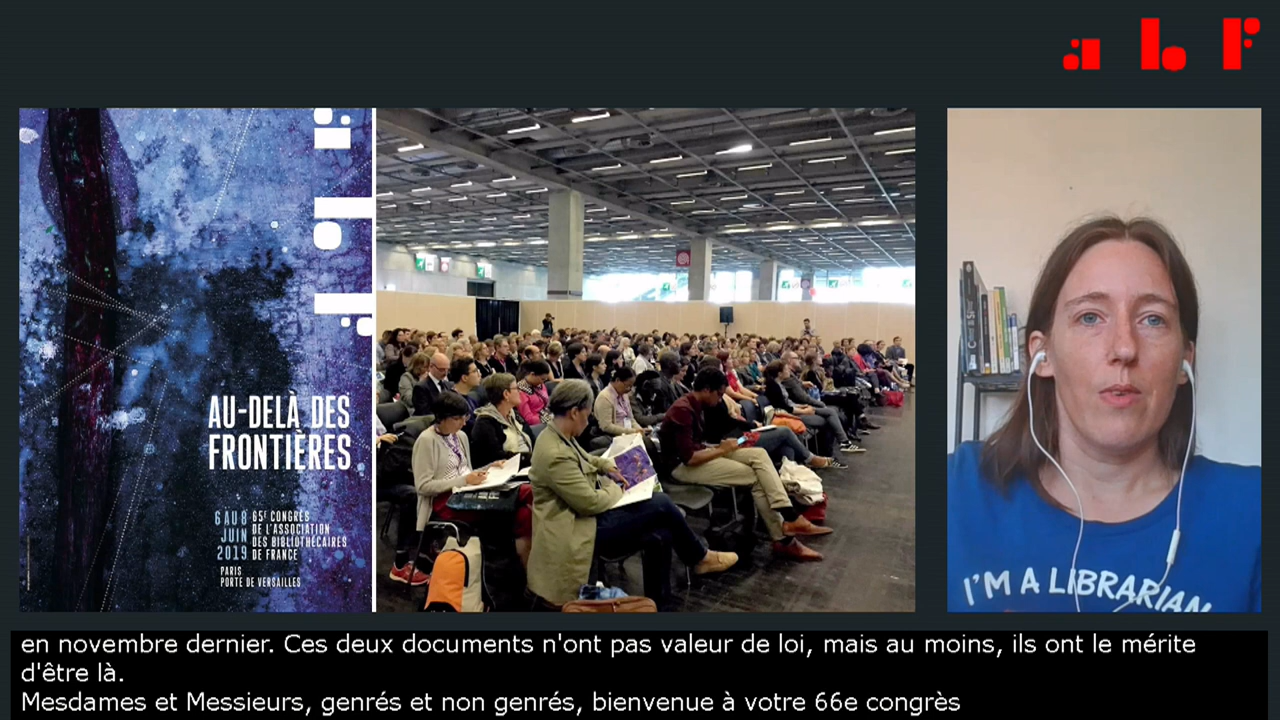 abf
AU-DELÀ DES
FRONTIÈRES
6 AU 8
JUIN
2019
65e CONGRÈS
DE L'ASSOCIATION
DES BIBLIOTHÉCAIRES
DE FRANCE
PARIS
PORTE DE VERSAILLES
I'M A LIBRARIAN
en novembre dernier. Ces deux documents n'ont pas valeur de loi, mais au moins, ils ont le mérite
d'être là.
Mesdames et Messieurs, genrés et non genrés, bienvenue à votre 66e congrès